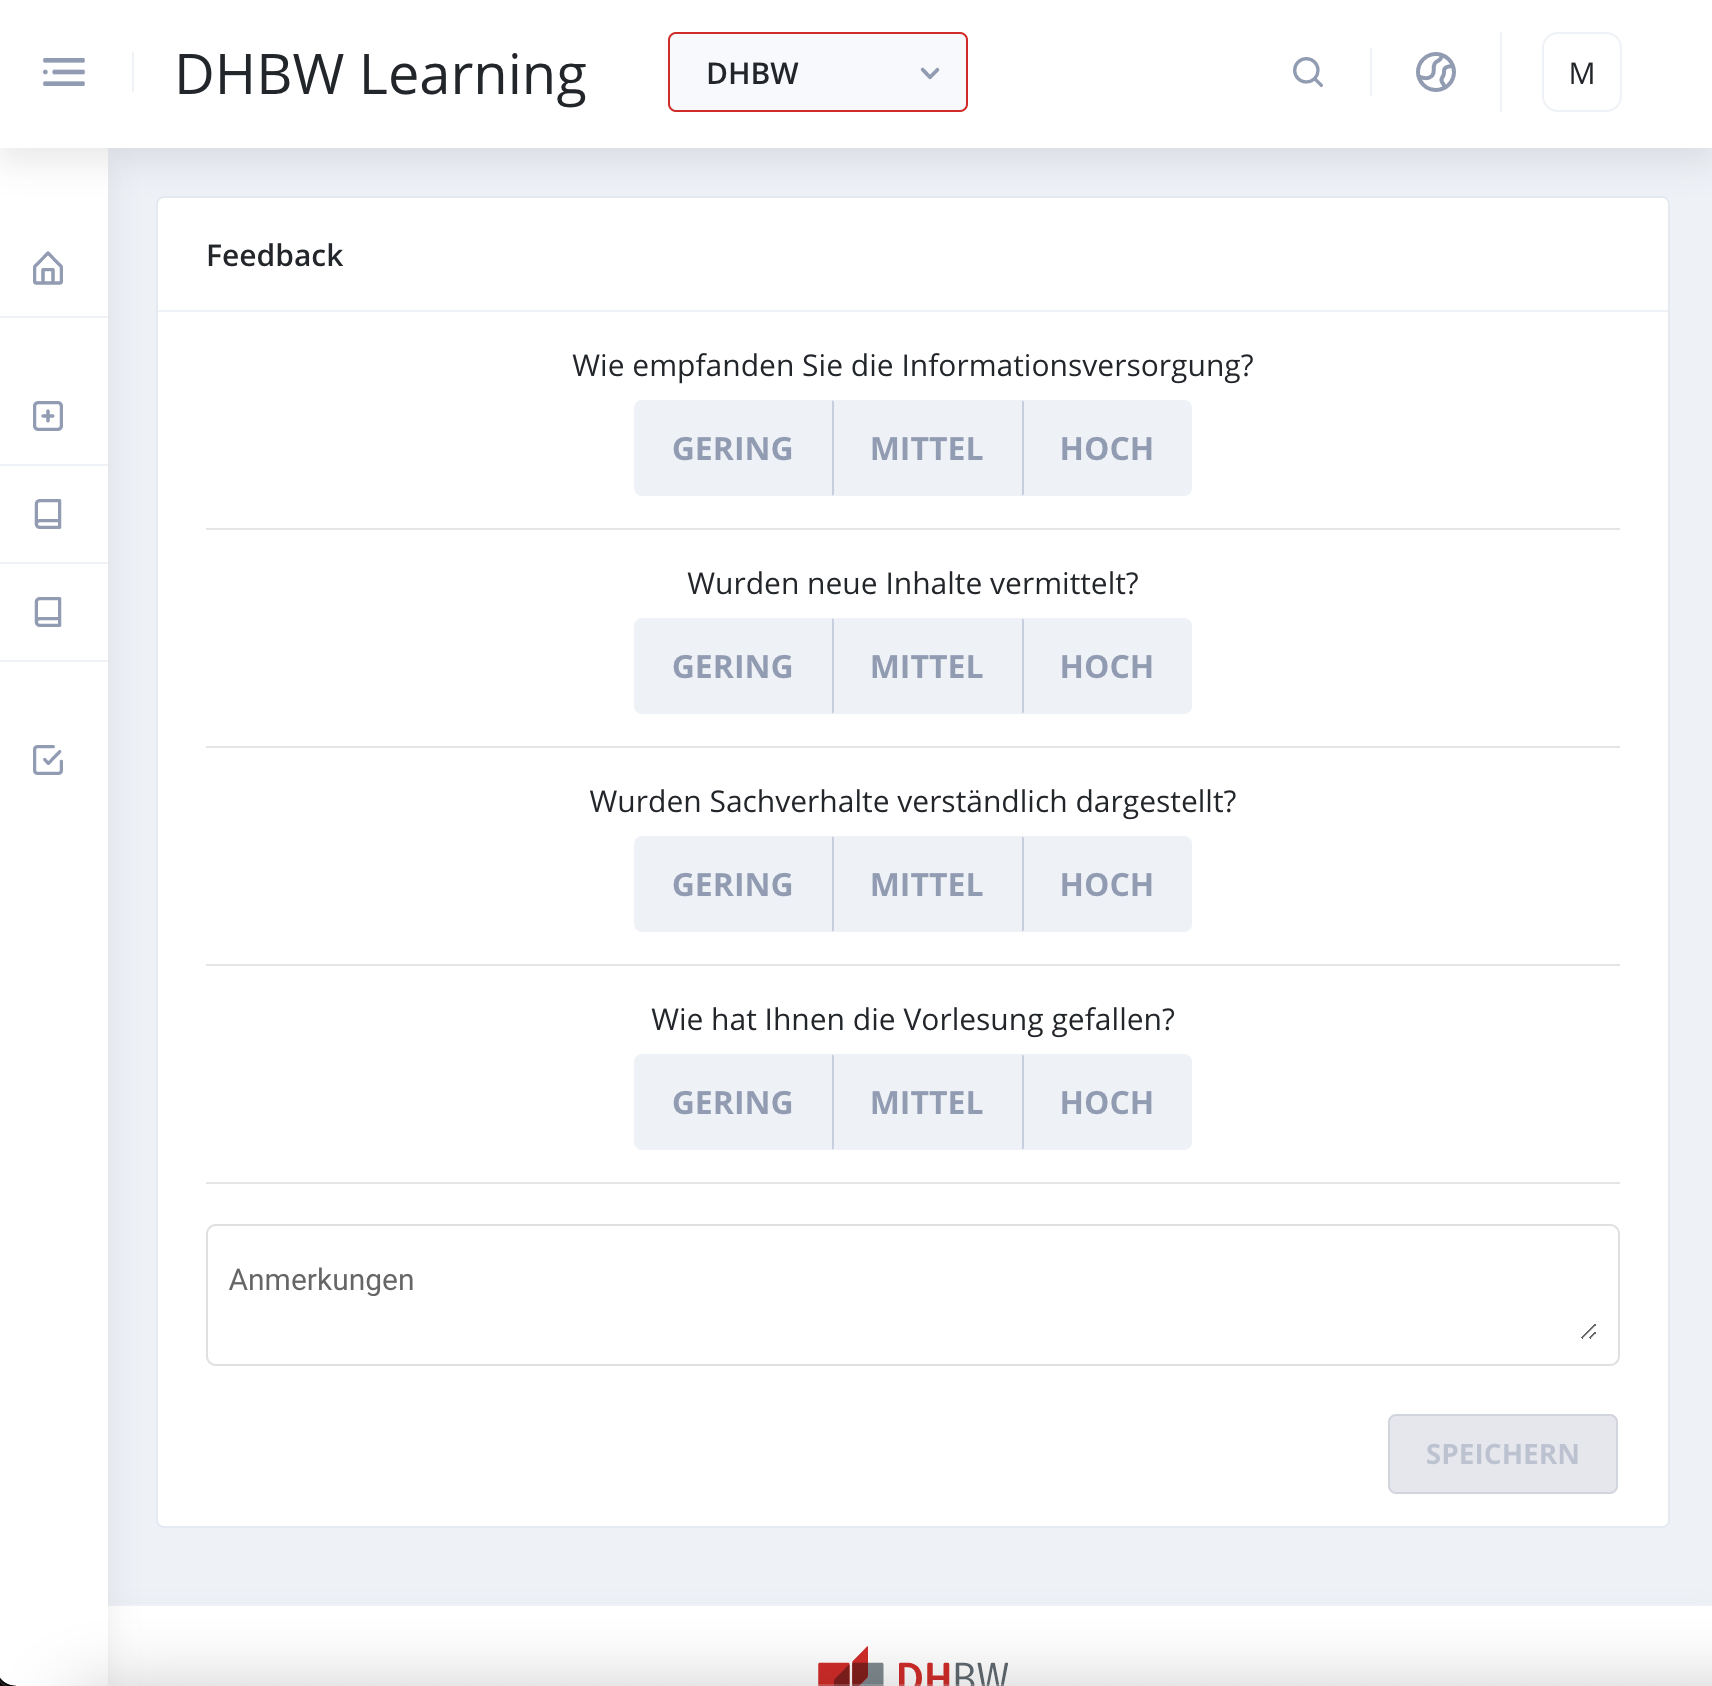 DHBW Learning
DHBW
M
Feedback
Wie empfanden Sie die Informationsversorgung?
GERING MITTEL HOCH
Wurden neue Inhalte vermittelt?
GERING MITTEL HOCH
Wurden Sachverhalte verständlich dargestellt?
GERING MITTEL HOCH
Wie hat Ihnen die Vorlesung gefallen?
GERING MITTEL HOCH
Anmerkungen
SPEICHERN
DHBW